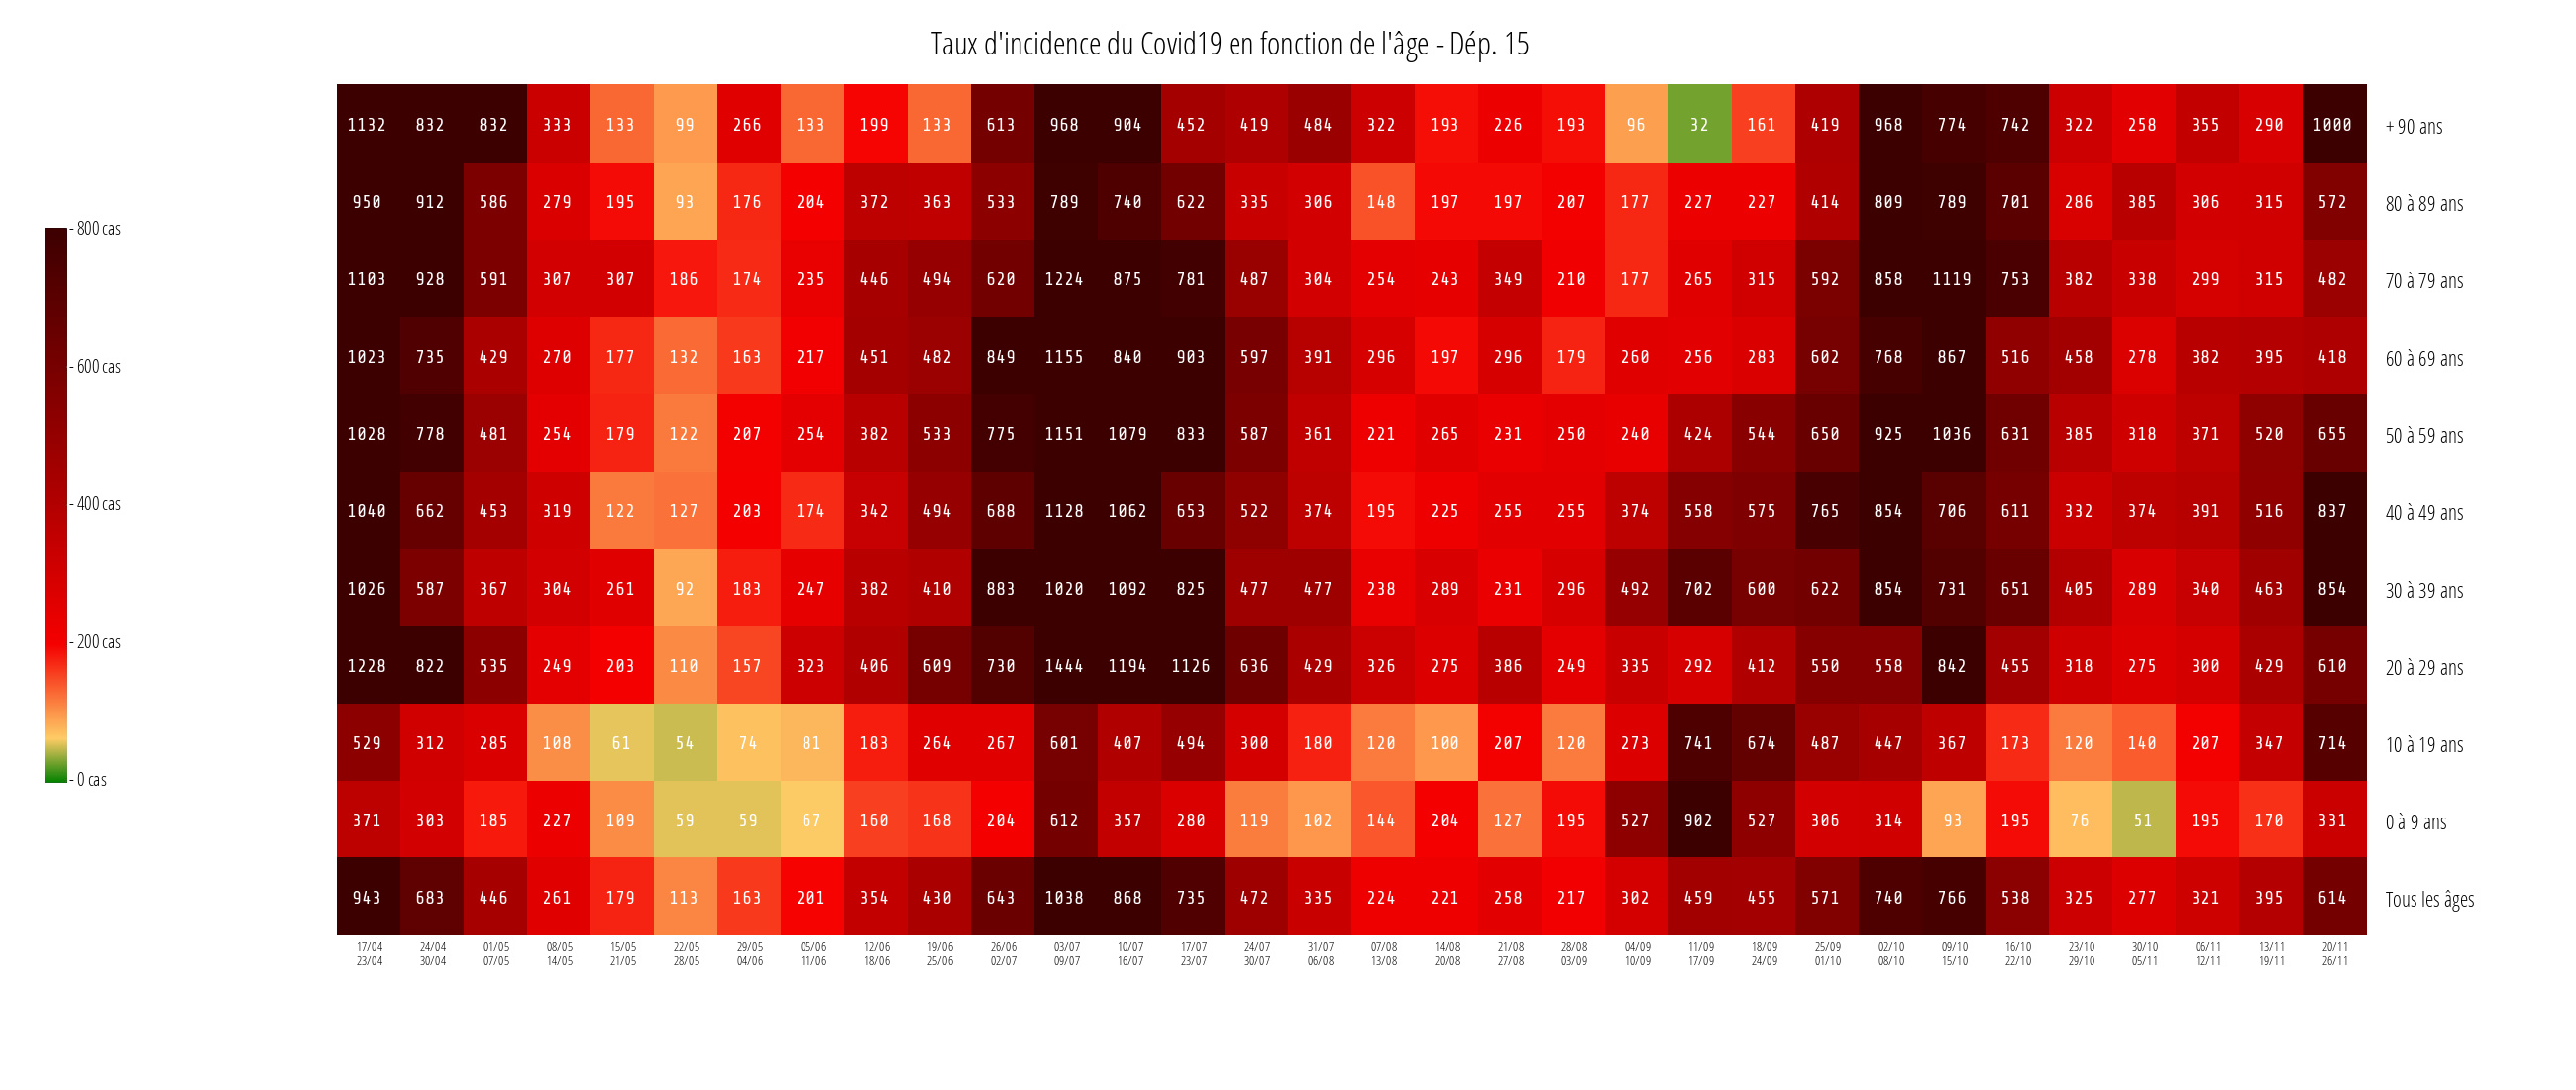 Taux d'incidence du Covid19 en fonction de l'âge - Dép. 15
- 800 cas
- 600 cas
- 400 cas
- 200 cas
- 0 cas
1132 832 832 333 133 99 266 133 199 133 613 968 904 452 419 484 322 193 226 193 96 32 161 419 968 774 742 322 258 355 290 1000 + 90 ans
950 912 586 279 195 93 176 204 372 363 533 789 740 622 335 306 148 197 197 207 177 227 227 414 809 789 701 286 385 306 315 572 80 à 89 ans
1103 928 591 307 307 186 174 235 446 494 620 1224 875 781 487 304 254 243 349 210 177 265 315 592 858 1119 753 382 338 299 315 482 70 à 79 ans
1023 735 429 270 177 132 163 217 451 482 849 1155 840 903 597 391 296 197 296 179 260 256 283 602 768 867 516 458 278 382 395 418 60 à 69 ans
1028 778 481 254 179 122 207 254 382 533 775 1151 1079 833 587 361 221 265 231 250 240 424 544 650 925 1036 631 385 318 371 520 655 50 à 59 ans
1040 662 453 319 122 127 203 174 342 494 688 1128 1062 653 522 374 195 225 255 255 374 558 575 765 854 706 611 332 374 391 516 837 40 à 49 ans
1026 587 367 304 261 92 183 247 382 410 883 1020 1092 825 477 477 238 289 231 296 492 702 600 622 854 731 651 405 289 340 463 854 30 à 39 ans
1228 822 535 249 203 110 157 323 406 609 730 1444 1194 1126 636 429 326 275 386 249 335 292 412 550 558 842 455 318 275 300 429 610 20 à 29 ans
529 312 285 108 61 54 74 81 183 264 267 601 407 494 300 180 120 100 207 120 273 741 674 487 447 367 173 120 140 207 347 714 10 à 19 ans
371 303 185 227 109 59 59 67 160 168 204 612 357 280 119 102 144 204 127 195 527 902 527 306 314 93 195 76 51 195 170 331 0 à 9 ans
943 683 446 261 179 113 163 201 354 430 643 1038 868 735 472 335 224 221 258 217 302 459 455 571 740 766 538 325 277 321 395 614 Tous les âges
17/04 24/04 01/05 08/05 15/05 22/05 29/05 05/06 12/06 19/06 26/06 03/07 10/07 17/07 24/07 31/07 07/08 14/08 21/08 28/08 04/09 11/09 18/09 25/09 02/10 09/10 16/10 23/10 30/10 06/11 13/11 20/11
23/04 30/04 07/05 14/05 21/05 28/05 04/06 11/06 18/06 25/06 02/07 09/07 16/07 23/07 30/07 06/08 13/08 20/08 27/08 03/09 10/09 17/09 24/09 01/10 08/10 15/10 22/10 29/10 05/11 12/11 19/11 26/11